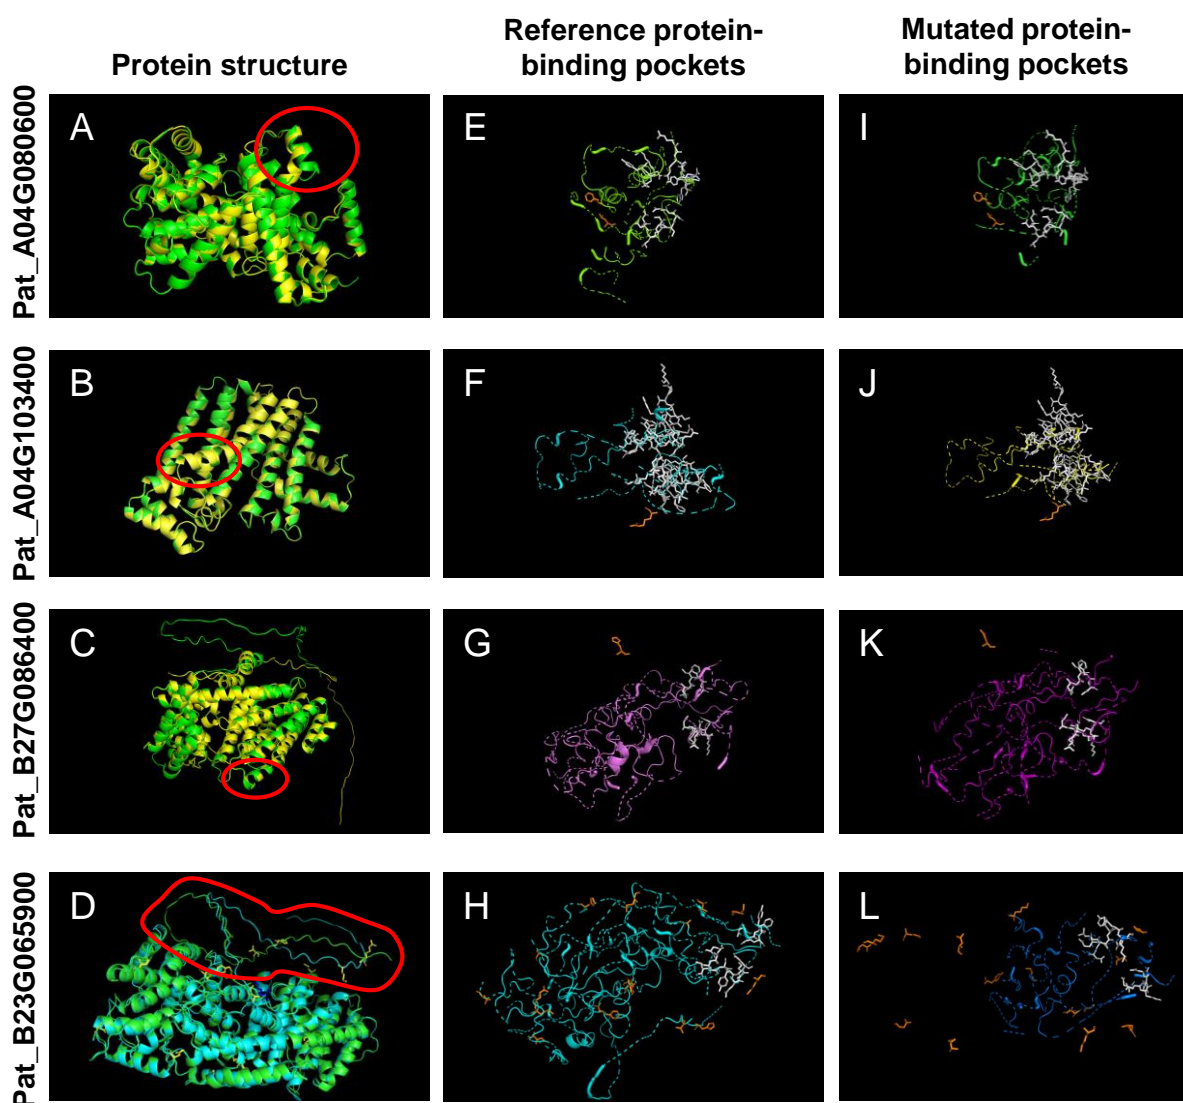 Protein structure
Reference protein-
binding pockets
Mutated protein-
binding pockets
Pat_A04G080600
A
E
I
Pat_A04G103400
B
F
J
Pat_B27G086400
C
G
K
Pat_B23G065900
D
H
L